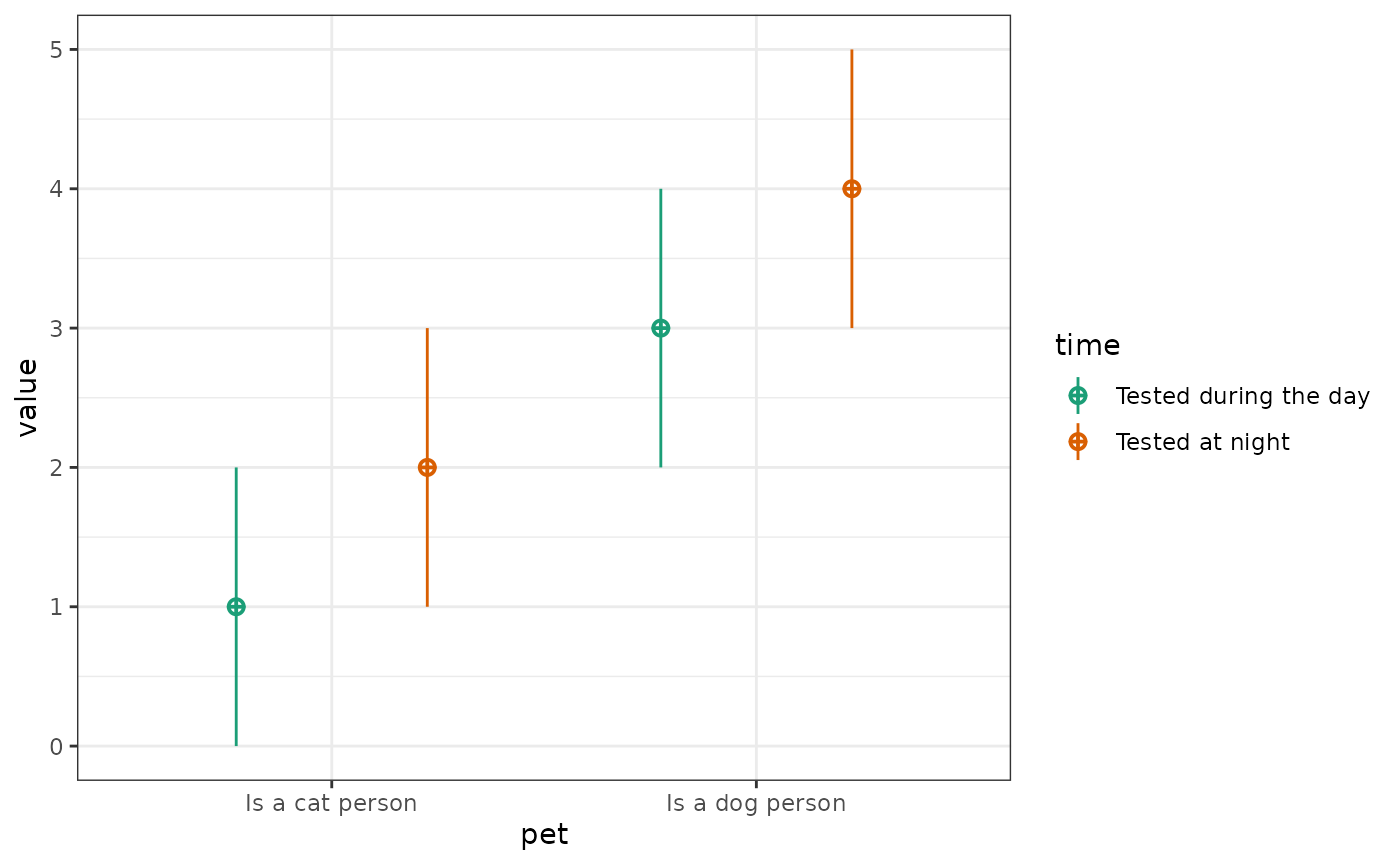 5
4
3
2
1
0
value
Is a cat person
Is a dog person
pet
time
Tested during the day
Tested at night